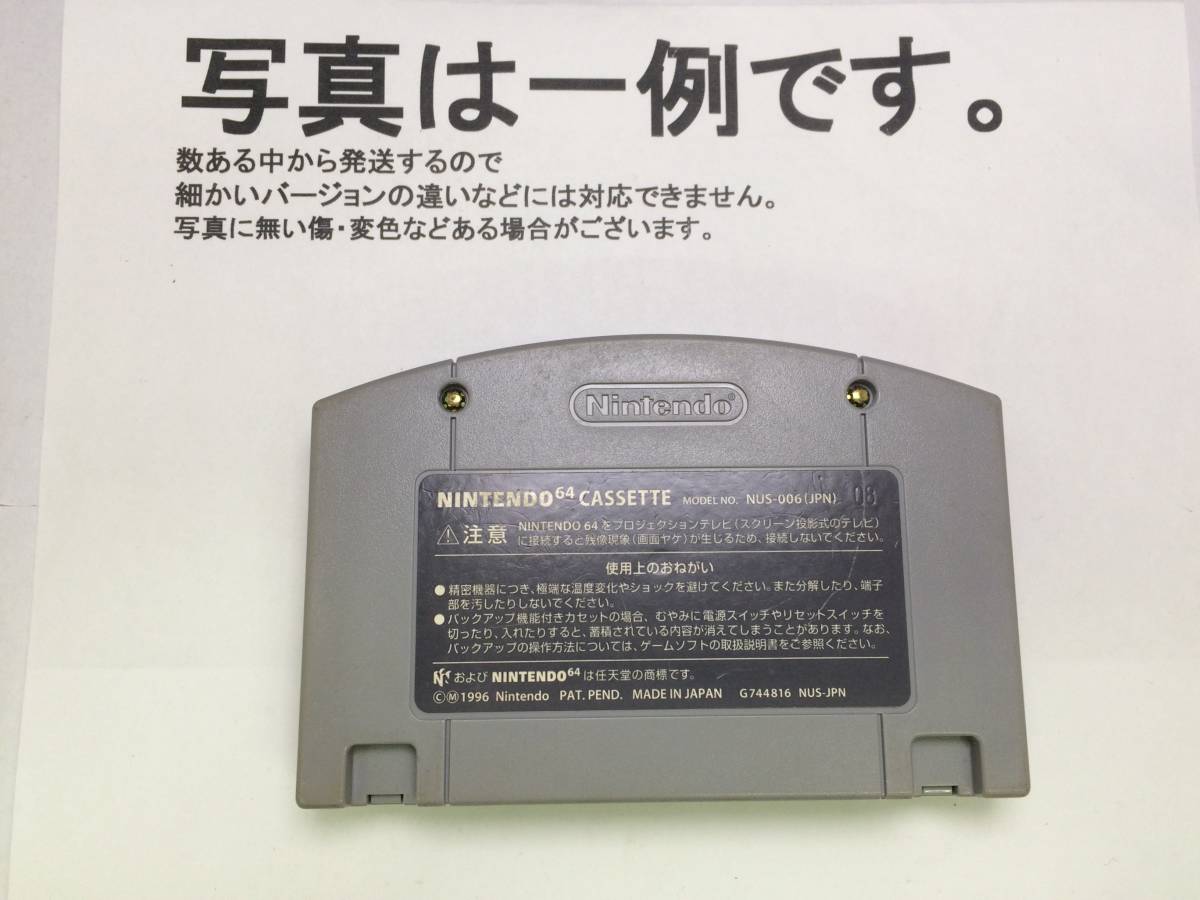 写真は一例です。
数ある中から発送するので
細かいバージョンの違いなどには対応できません。
写真に無い傷・変色などある場合がございます。
Nintendo®
NINTENDO64 CASSETTE MODEL NO. NUS-006(JPN) 08
⚠注意 NINTENDO 64 をプロジェクションテレビ(スクリーン投影式のテレビ)
に接続すると残像現象(画面ヤケ)が生じるため、接続しないでください。
使用上のおねがい
●精密機器につき、極端な温度変化やショックを避けてください。また分解したり、端子
部を汚したりしないでください。
●バックアップ機能付きカセットの場合、むやみに電源スイッチやリセットスイッチを
切ったり、入れたりすると、蓄積されている内容が消えてしまうことがあります。なお、
バックアップの操作方法については、ゲームソフトの取扱説明書をご参照ください。
および NINTENDO64 は任天堂の商標です。
ⒸⓂ1996 Nintendo PAT. PEND. MADE IN JAPAN G744816 NUS-JPN